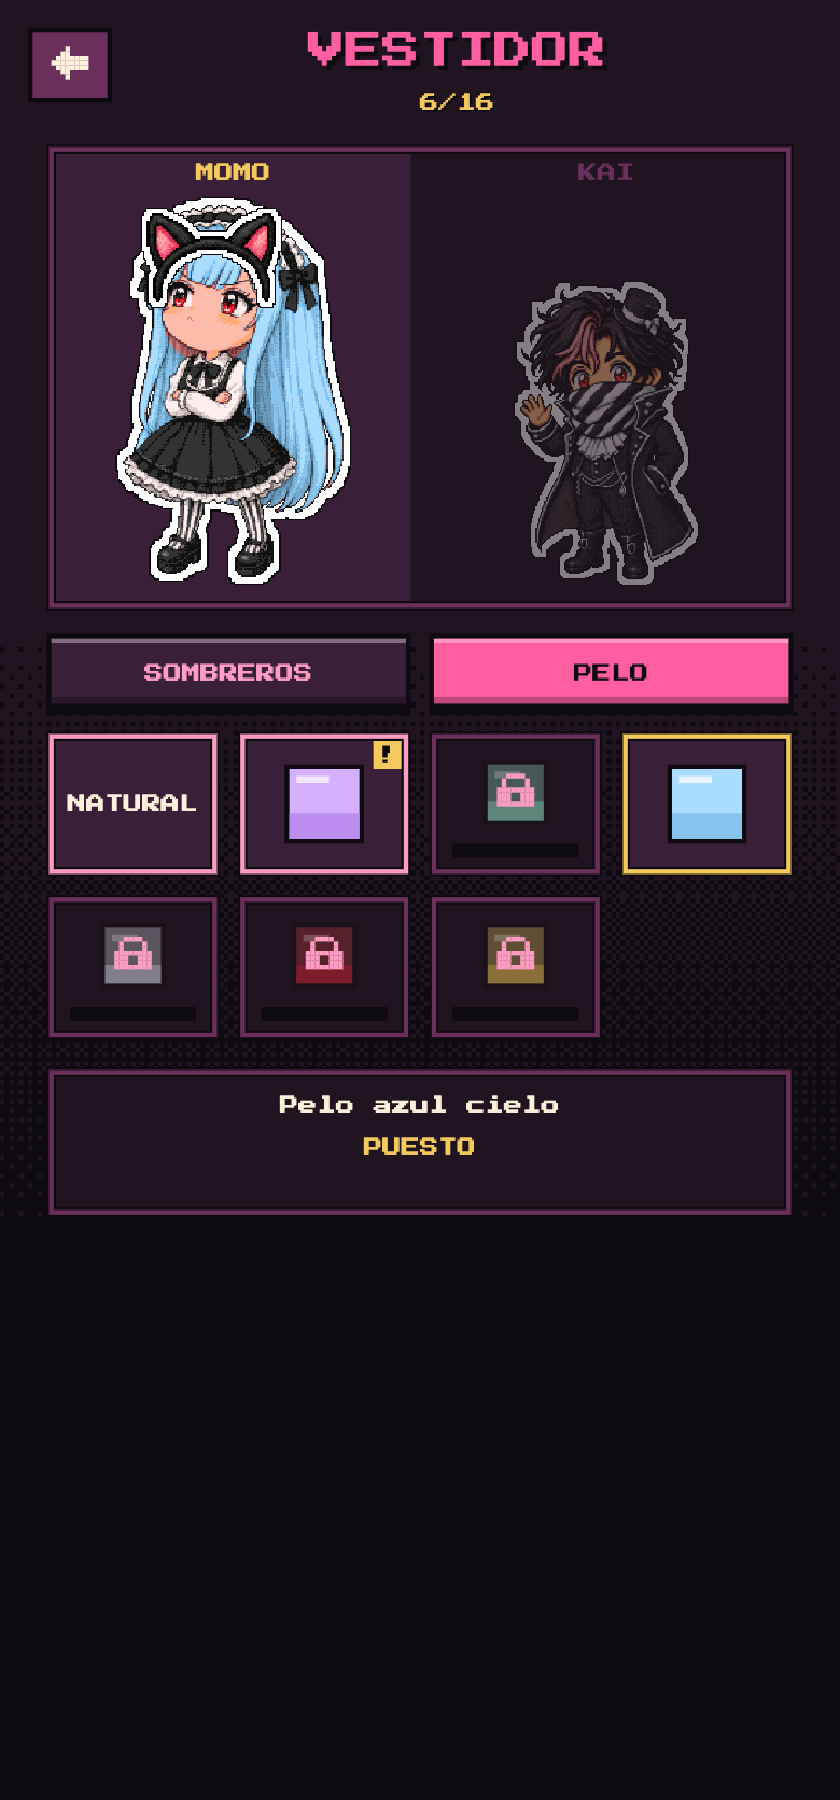 VESTIDOR
6/16
MOMO
KAI
SOMBREROS
PELO
NATURAL
!
Pelo azul cielo
PUESTO